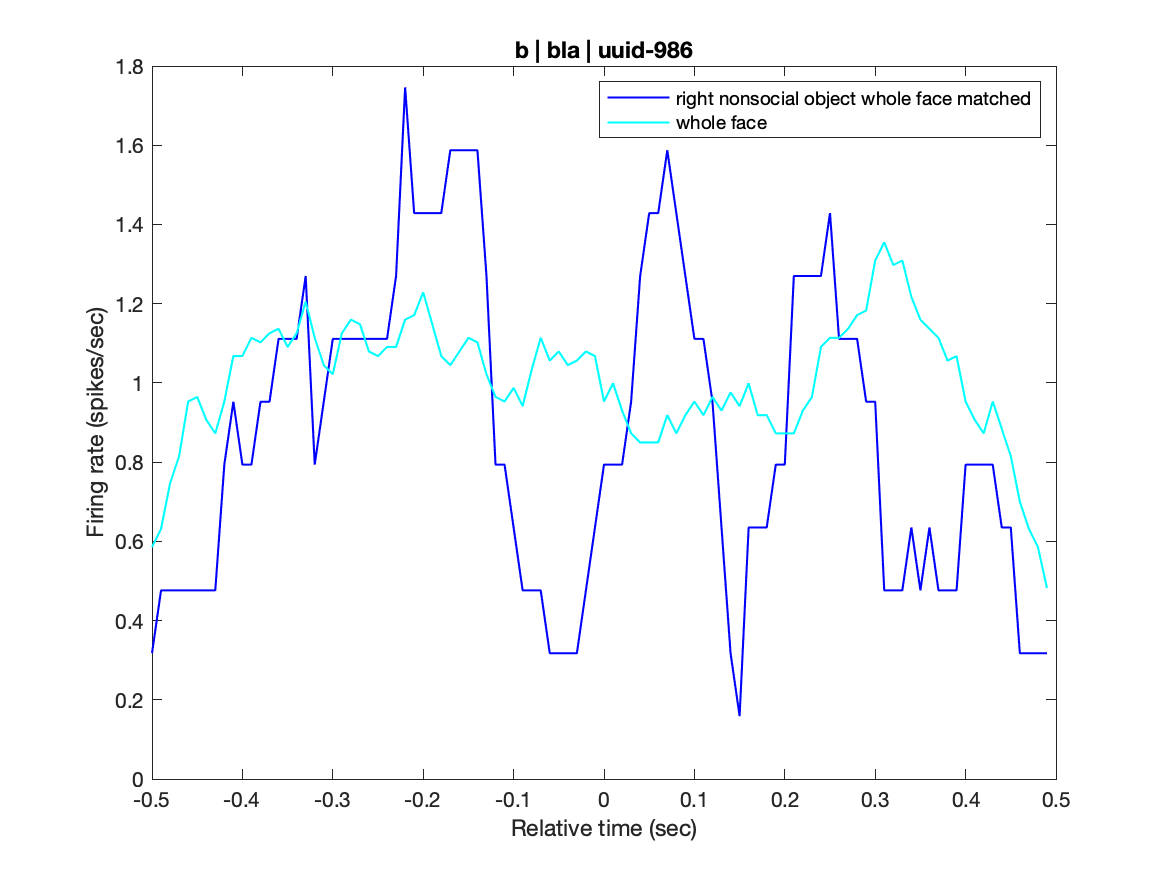 b | bla | uuid-986
right nonsocial object whole face matched
whole face
Firing rate (spikes/sec)
1.8
1.6
1.4
1.2
1
0.8
0.6
0.4
0.2
0
-0.5 -0.4 -0.3 -0.2 -0.1 0 0.1 0.2 0.3 0.4 0.5
Relative time (sec)